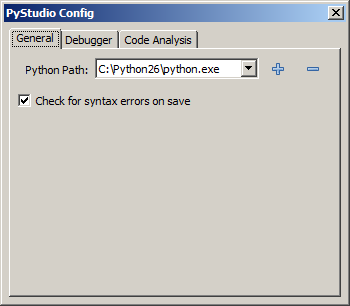 PyStudio Config
General Debugger Code Analysis
Python Path: C:\Python26\python.exe
Check for syntax errors on save